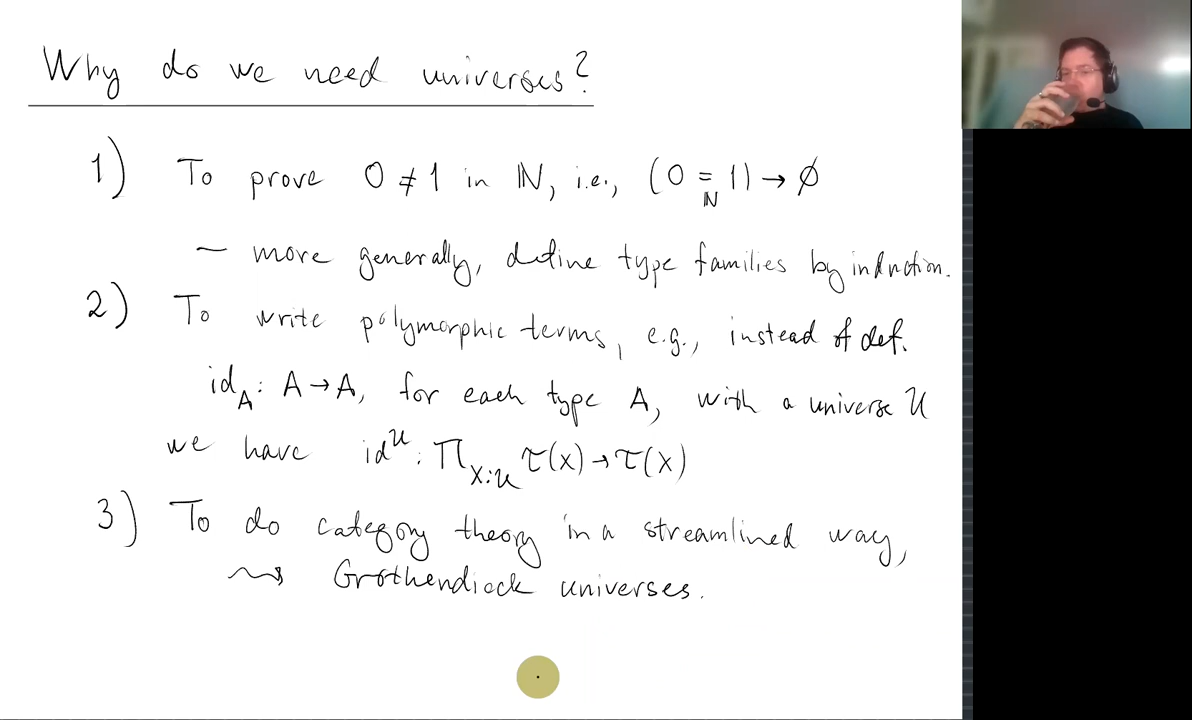 Why do we need universes?
1) To prove 0 ≠ 1 in ℕ, i.e., (0 =_ℕ 1) → ∅
– more generally, define type families by induction.
2) To write polymorphic terms, e.g., instead of def.
id_A : A → A, for each type A, with a universe U
we have id^U : Π_{X:U} τ(X) → τ(X)
3) To do category theory in a streamlined way,
⇝ Grothendieck universes.